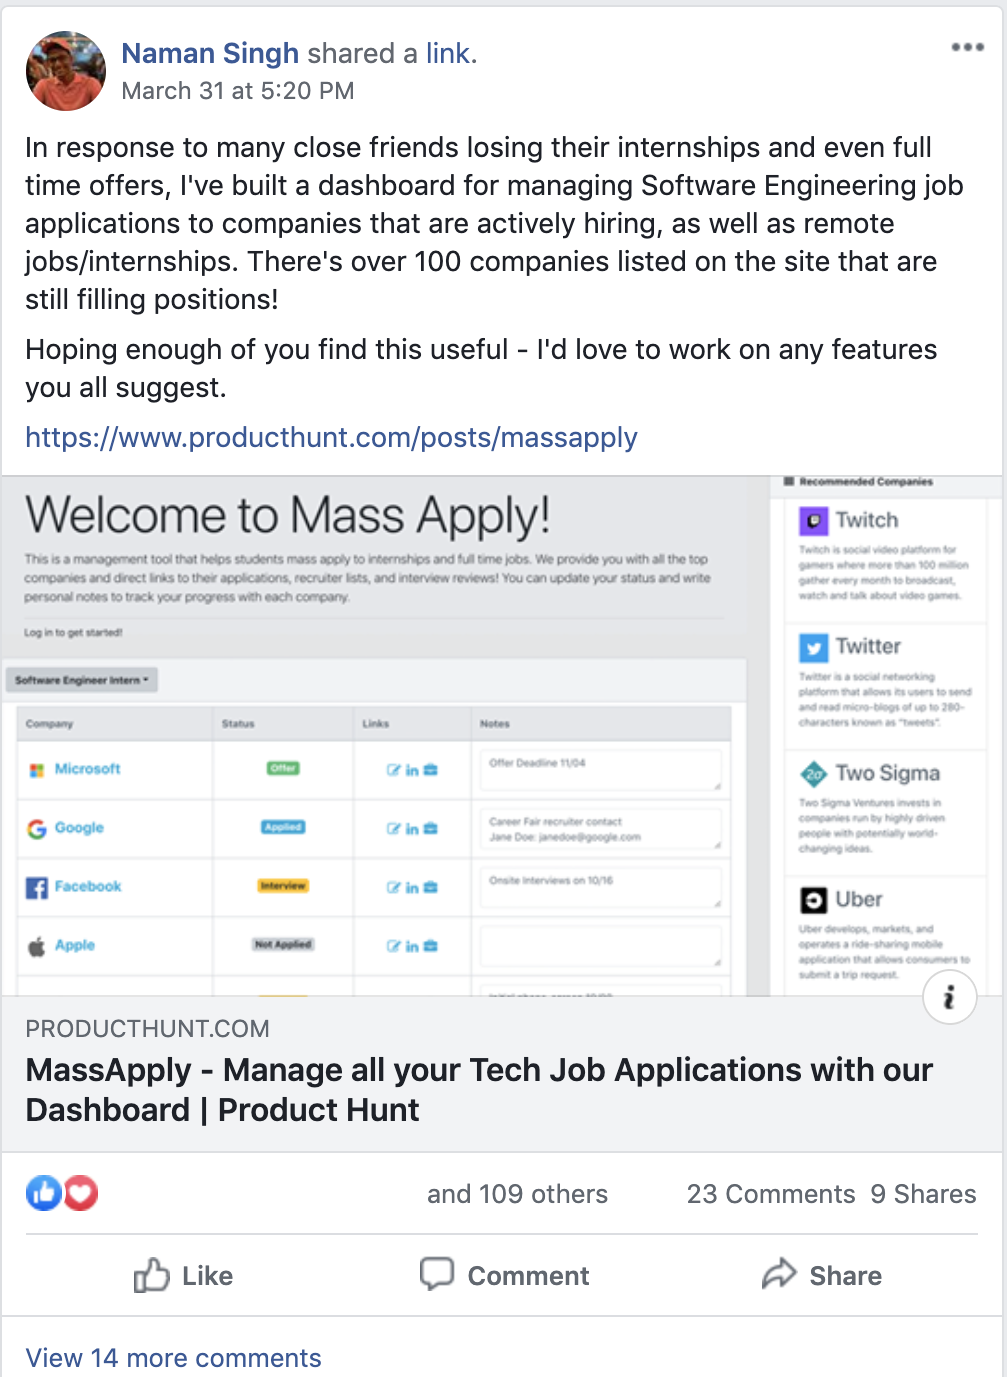 Naman Singh shared a link.
March 31 at 5:20 PM
In response to many close friends losing their internships and even full
time offers, I've built a dashboard for managing Software Engineering job
applications to companies that are actively hiring, as well as remote
jobs/internships. There's over 100 companies listed on the site that are
still filling positions!
Hoping enough of you find this useful - I'd love to work on any features
you all suggest.
https://www.producthunt.com/posts/massapply
Welcome to Mass Apply!
This is a management tool that helps students mass apply to internships and full time jobs. We provide you with all the top
companies and direct links to their applications, recruiter lists, and interview reviews! You can update your status and write
personal notes to track your progress with each company.
Log in to get started!
Software Engineer Intern
Company Status Links Notes
Microsoft Offer in Offer Deadline 11/04
Google Applied in Career Fair recruiter contact
Jane Doe: janedoe@google.com
Facebook Interview in Onsite Interviews on 10/16
Apple Not Applied in
Recommended Companies
Twitch
Twitch is social video platform for
gamers where more than 100 million
gather every month to broadcast,
watch and talk about video games.
Twitter
Twitter is a social networking
platform that allows its users to send
and read micro-blogs of up to 280-
characters known as "tweets".
2σ Two Sigma
Two Sigma Ventures invests in
companies run by highly driven
people with potentially world-
changing ideas.
Uber
Uber develops, markets, and
operates a ride-sharing mobile
application that allows consumers to
submit a trip request.
i
PRODUCTHUNT.COM
MassApply - Manage all your Tech Job Applications with our
Dashboard | Product Hunt
and 109 others 23 Comments 9 Shares
Like Comment Share
View 14 more comments